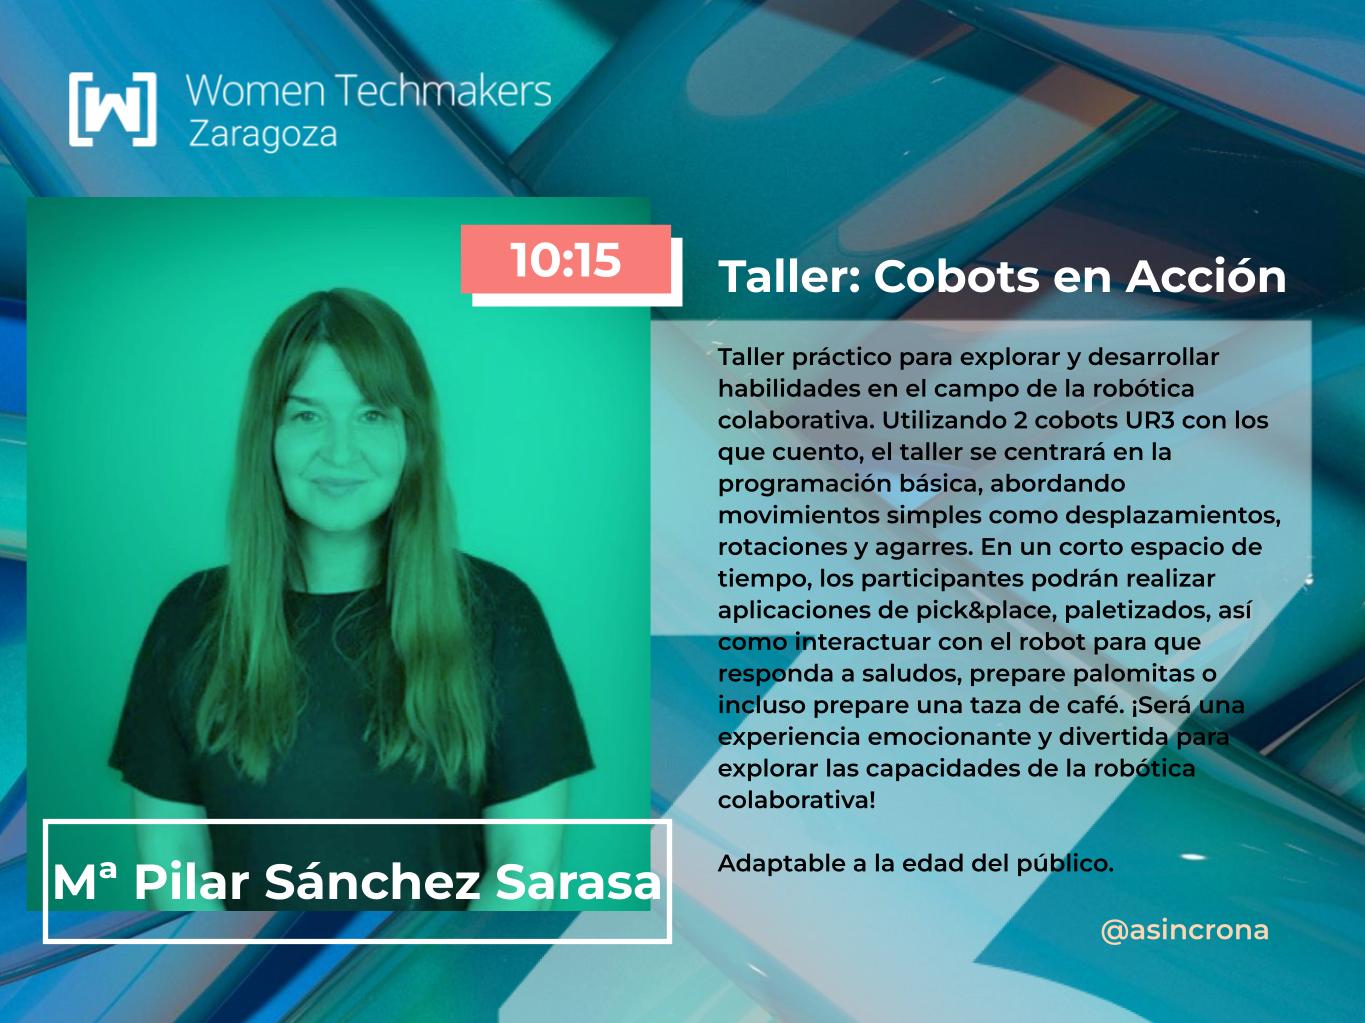 Women Techmakers
Zaragoza
10:15
Taller: Cobots en Acción
Taller práctico para explorar y desarrollar
habilidades en el campo de la robótica
colaborativa. Utilizando 2 cobots UR3 con los
que cuento, el taller se centrará en la
programación básica, abordando
movimientos simples como desplazamientos,
rotaciones y agarres. En un corto espacio de
tiempo, los participantes podrán realizar
aplicaciones de pick&place, paletizados, así
como interactuar con el robot para que
responda a saludos, prepare palomitas o
incluso prepare una taza de café. ¡Será una
experiencia emocionante y divertida para
explorar las capacidades de la robótica
colaborativa!
Adaptable a la edad del público.
Mª Pilar Sánchez Sarasa
@asincrona